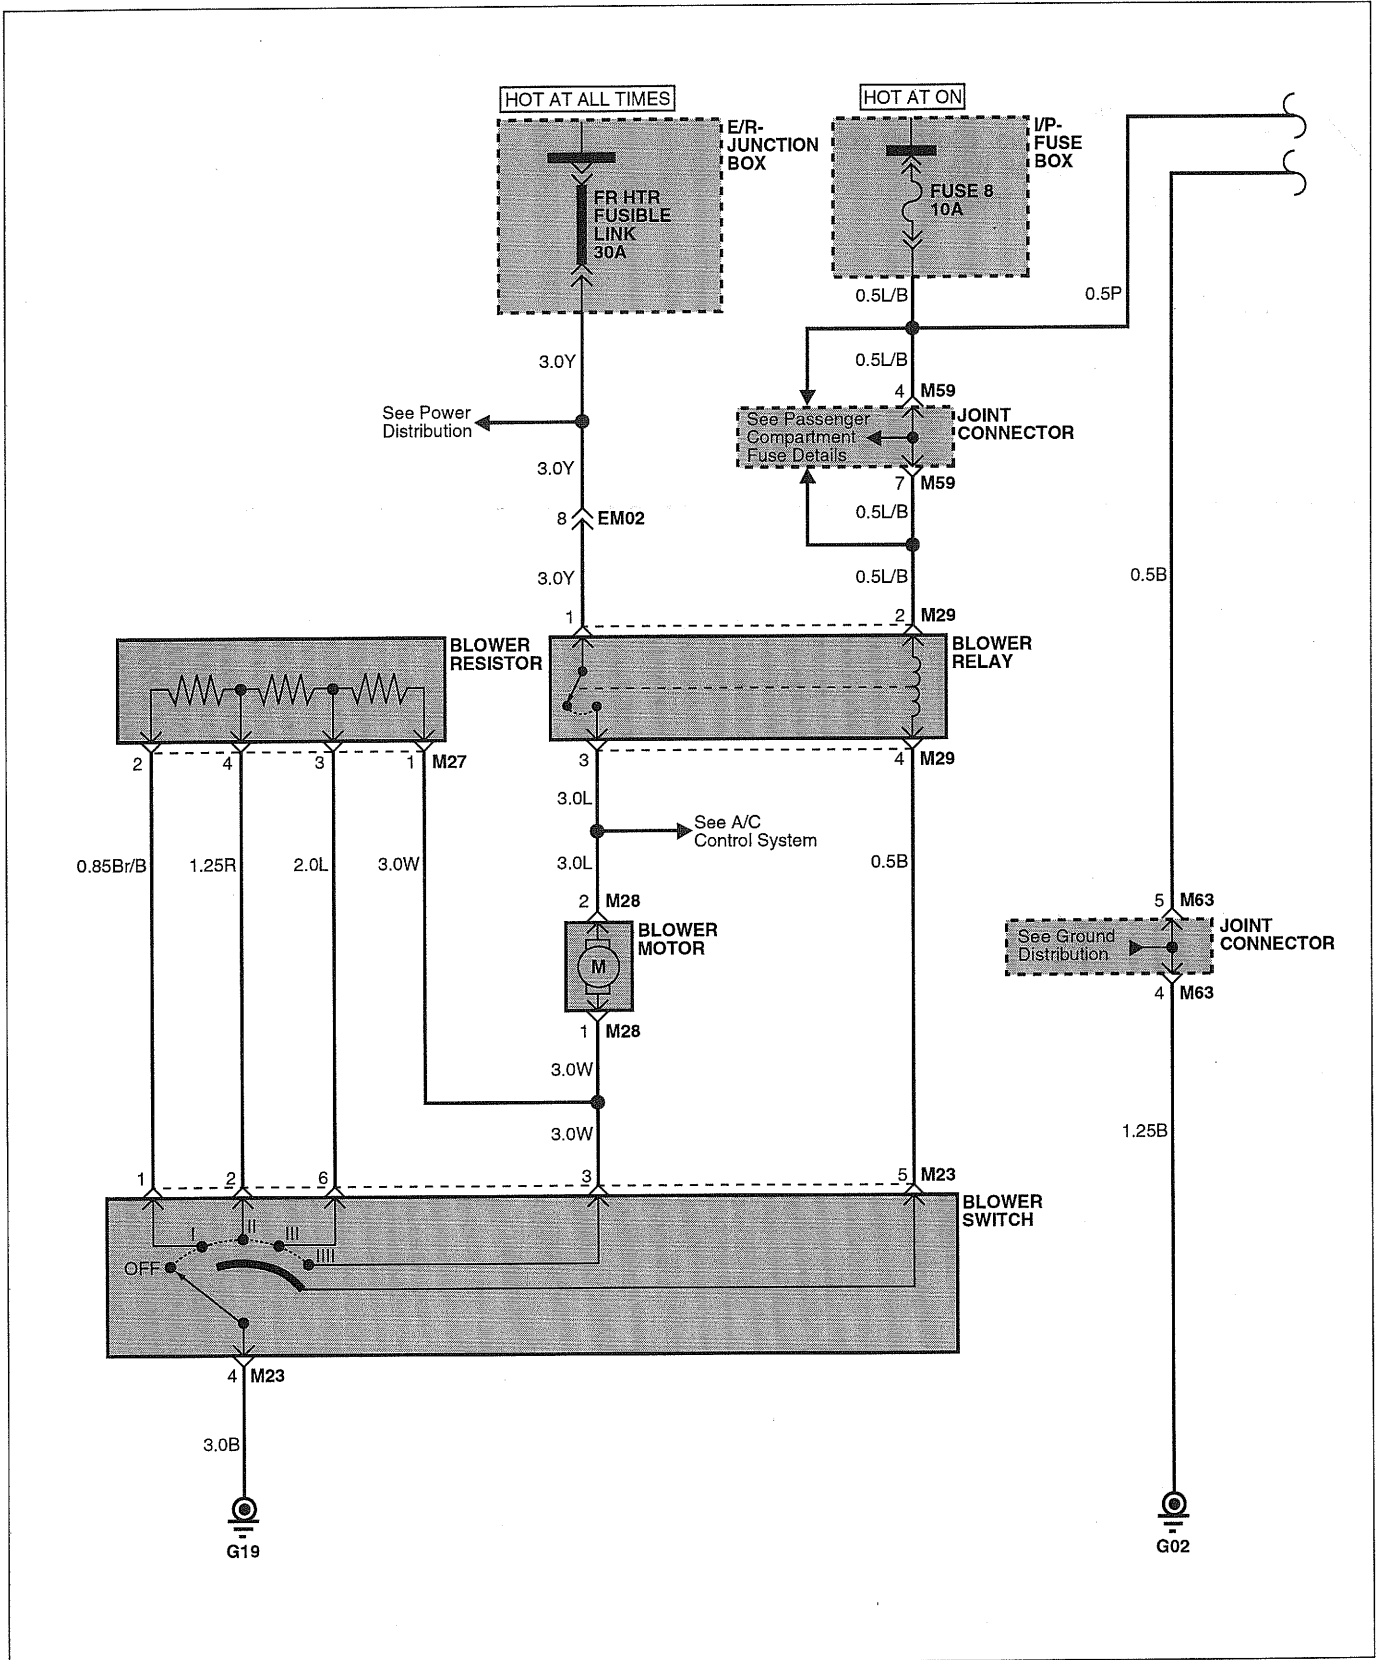 HOT AT ALL TIMES
HOT AT ON
E/R-
JUNCTION
BOX
I/P-
FUSE
BOX
FR HTR
FUSIBLE
LINK
30A
FUSE 8
10A
0.5L/B
0.5P
3.0Y
0.5L/B
4 M59
See Power
Distribution
See Passenger
Compartment
Fuse Details
JOINT
CONNECTOR
3.0Y
7 M59
8 EM02
0.5L/B
3.0Y
0.5L/B
0.5B
1
2 M29
BLOWER
RESISTOR
BLOWER
RELAY
2
4
3
1 M27
3
4 M29
3.0L
See A/C
Control System
0.85Br/B
1.25R
2.0L
3.0W
3.0L
0.5B
2 M28
5 M63
BLOWER
MOTOR
M
See Ground
Distribution
JOINT
CONNECTOR
4 M63
1 M28
3.0W
3.0W
1.25B
1
2
6
3
5 M23
BLOWER
SWITCH
OFF
I
II
III
IIII
4 M23
3.0B
G19
G02